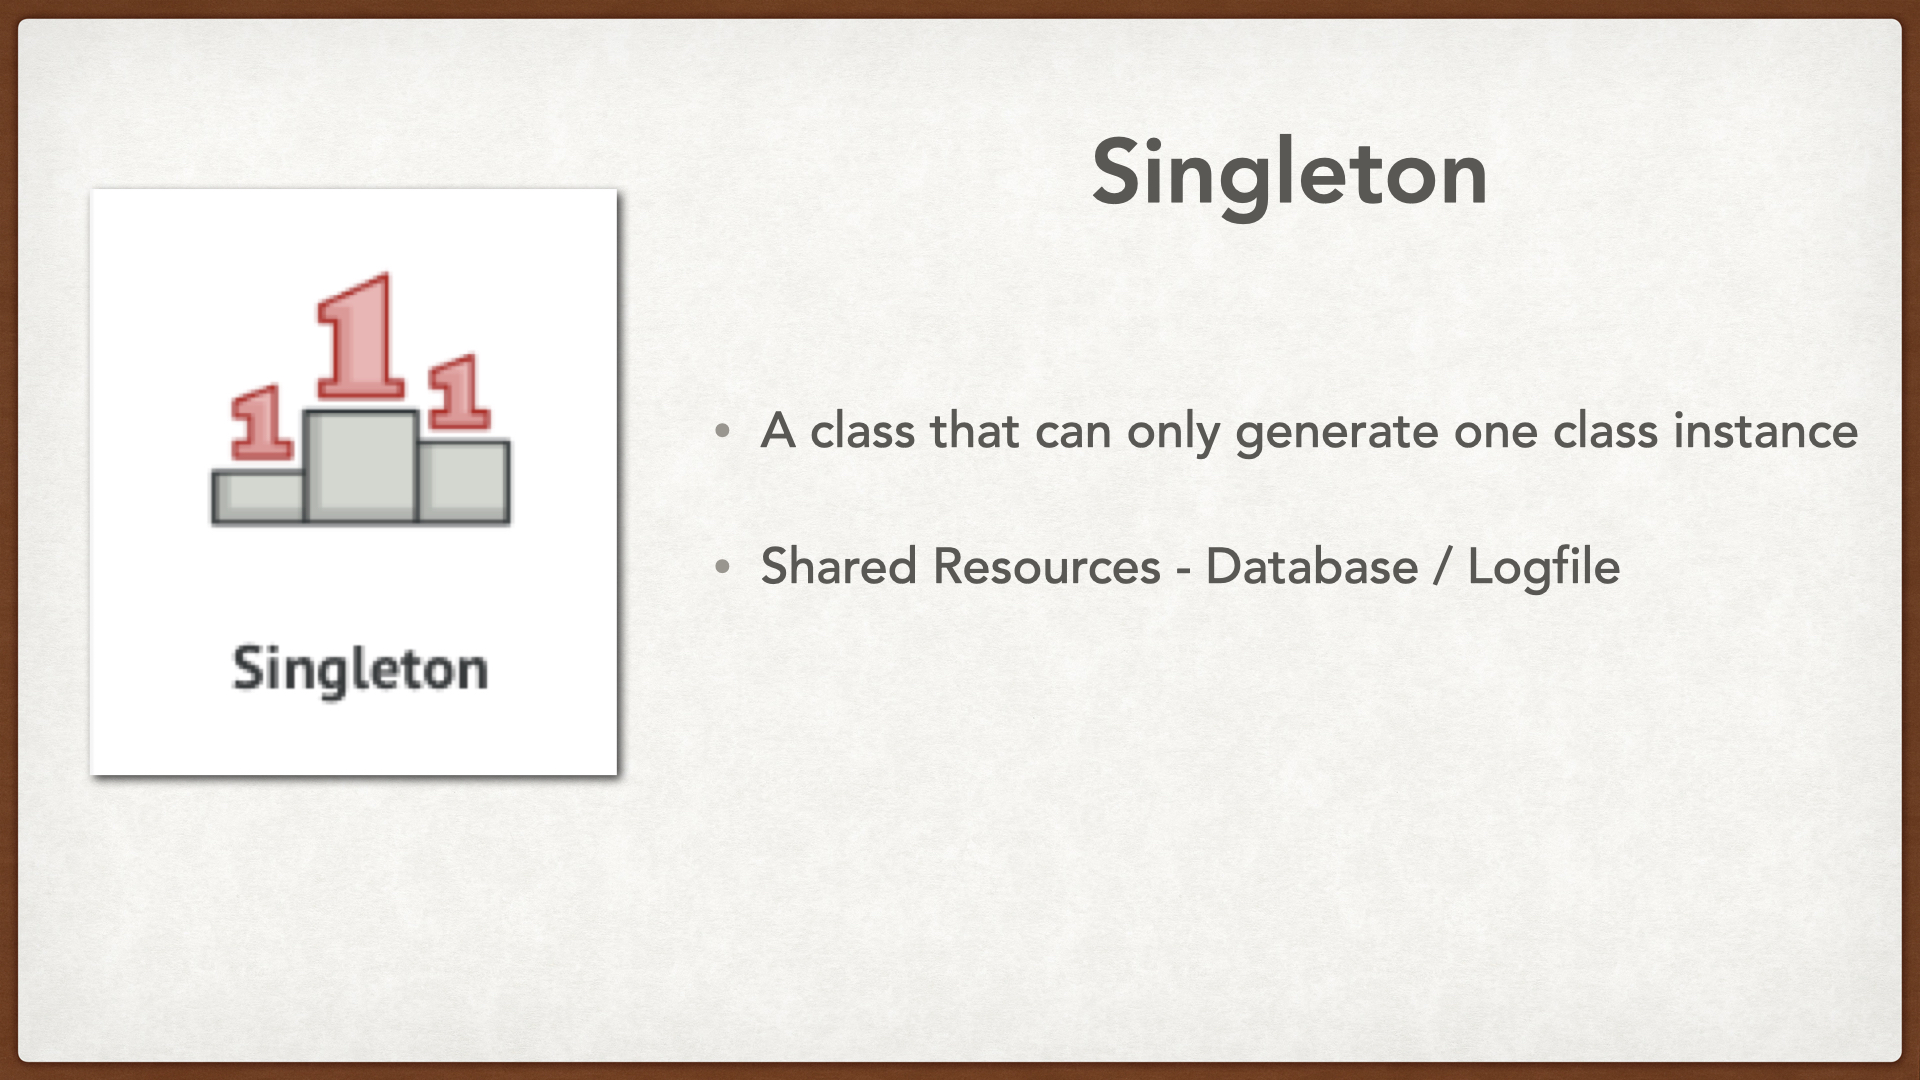 Singleton
1
1
1
Singleton
• A class that can only generate one class instance
• Shared Resources - Database / Logfile